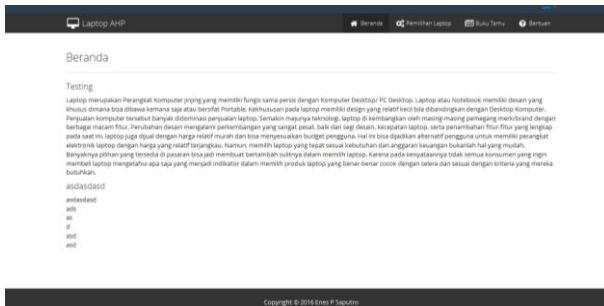 Laptop AHP
Beranda
Pemilihan Laptop
Buku Tamu
Bantuan
Beranda
Testing
Laptop merupakan Perangkat Komputer jinjing yang memiliki fungsi sama persis dengan Komputer Desktop/ PC Desktop. Laptop atau Notebook memiliki desain yang
khusus dimana bisa dibawa kemana saja atau bersifat Portable. Kekhususan pada laptop memiliki design yang relatif kecil bila dibandingkan dengan Desktop Komputer.
Penjualan komputer tersebut banyak didominasi penjualan laptop. Semakin majunya teknologi, laptop di kembangkan oleh masing-masing pemegang merk/brand dengan
berbagai macam fitur. Perubahan desain mengalami perkembangan yang sangat pesat, baik dari segi desain, kecepatan laptop, serta penambahan fitur-fitur yang lengkap
pada saat ini. laptop juga dijual dengan harga relatif murah dan bisa menyesuaikan budget pengguna. Hal ini bisa dijadikan alternatif pengguna untuk memiliki perangkat
elektronik laptop dengan harga yang relatif terjangkau. Namun, memilih laptop yang tepat sesuai kebutuhan dan anggaran keuangan bukanlah hal yang mudah.
Banyaknya pilihan yang tersedia di pasaran bisa jadi membuat bertambah sulitnya dalam memilih laptop. Karena pada kenyataannya tidak semua konsumen yang ingin
membeli laptop mengetahui apa saja yang menjadi indikator dalam memilih produk laptop yang benar-benar cocok dengan selera dan sesuai dengan kriteria yang mereka
butuhkan.
asdasdasd
asdasdasd
ads
as
d
asd
asd
Copyright © 2016 Enes P Saputro